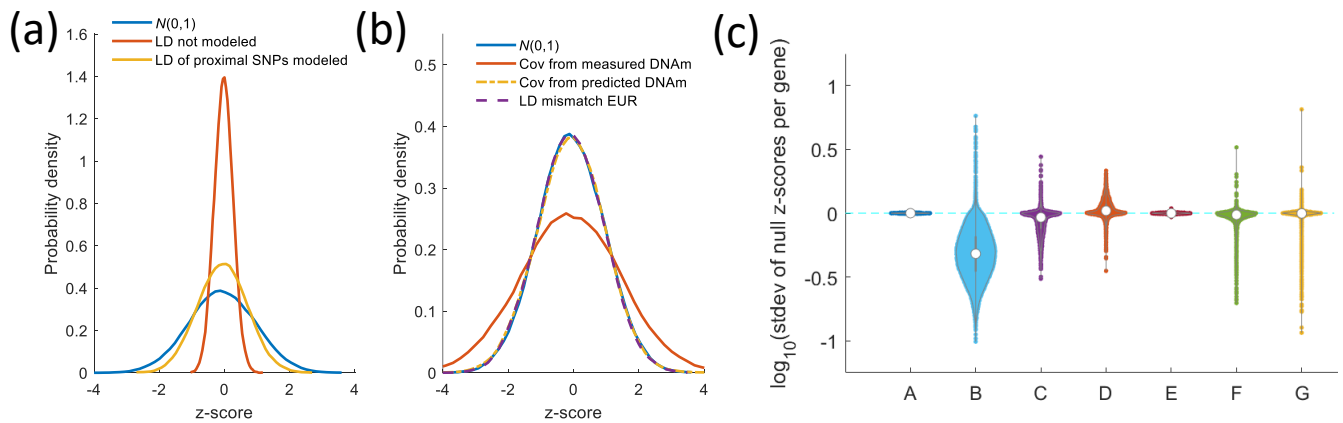 (a)
N(0,1)
LD not modeled
LD of proximal SNPs modeled
Probability density
1.6
1.4
1.2
1
0.8
0.6
0.4
0.2
0
-4
-2
0
2
4
z-score
(b)
N(0,1)
Cov from measured DNAm
Cov from predicted DNAm
LD mismatch EUR
Probability density
0.5
0.4
0.3
0.2
0.1
0
-4
-2
0
2
4
z-score
(c)
log10(stdev of null z-scores per gene)
1
0.5
0
-0.5
-1
A
B
C
D
E
F
G